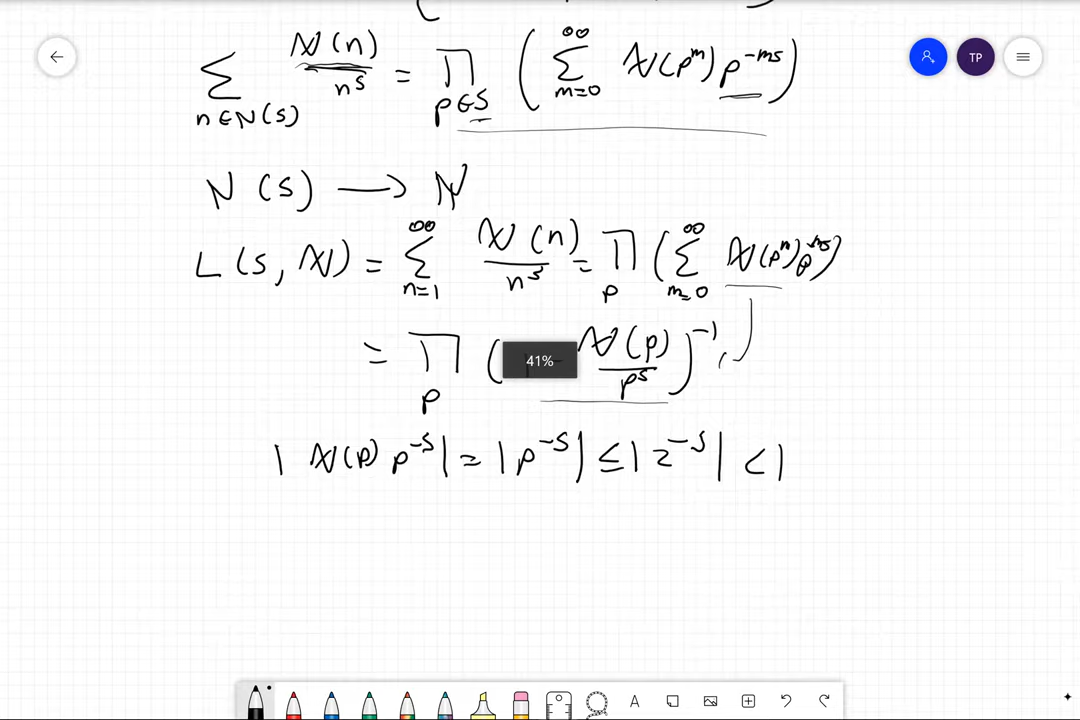 TP
∑_{n∈N(S)} χ(n)/n^s = ∏_{p∈S} ( ∑_{m=0}^{∞} χ(p^m) p^{-ms} )
N(S) → ℕ
L(s, χ) = ∑_{n=1}^{∞} χ(n)/n^s = ∏_p ( ∑_{m=0}^{∞} χ(p^m) p^{-ms} )
= ∏_p ( χ(p)/p^s )^{-1},
41%
| χ(p) p^{-s} | = | p^{-s} | ≤ | 2^{-s} | < 1
A